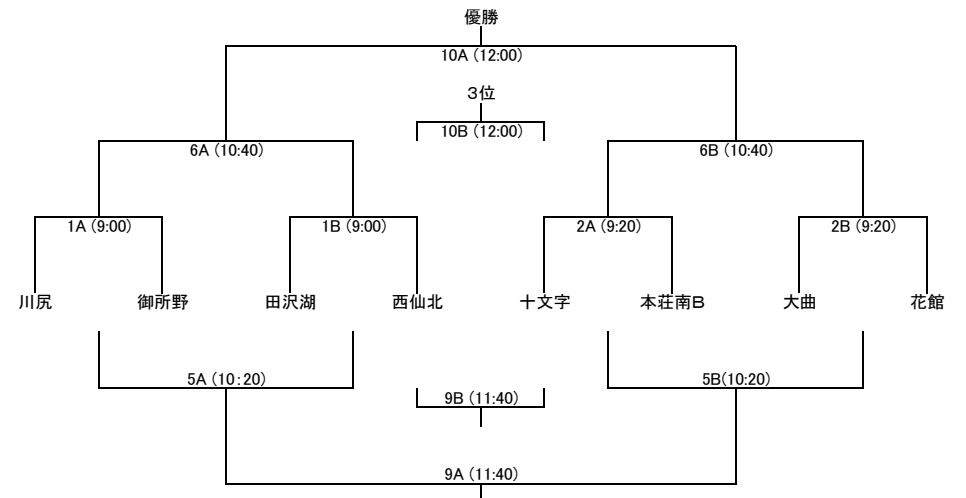 優勝
10A (12:00)
３位
10B (12:00)
6A (10:40)
6B (10:40)
1A (9:00)
1B (9:00)
2A (9:20)
2B (9:20)
川尻
御所野
田沢湖
西仙北
十文字
本荘南Ｂ
大曲
花館
5A (10：20)
5B(10:20)
9B (11:40)
9A (11:40)